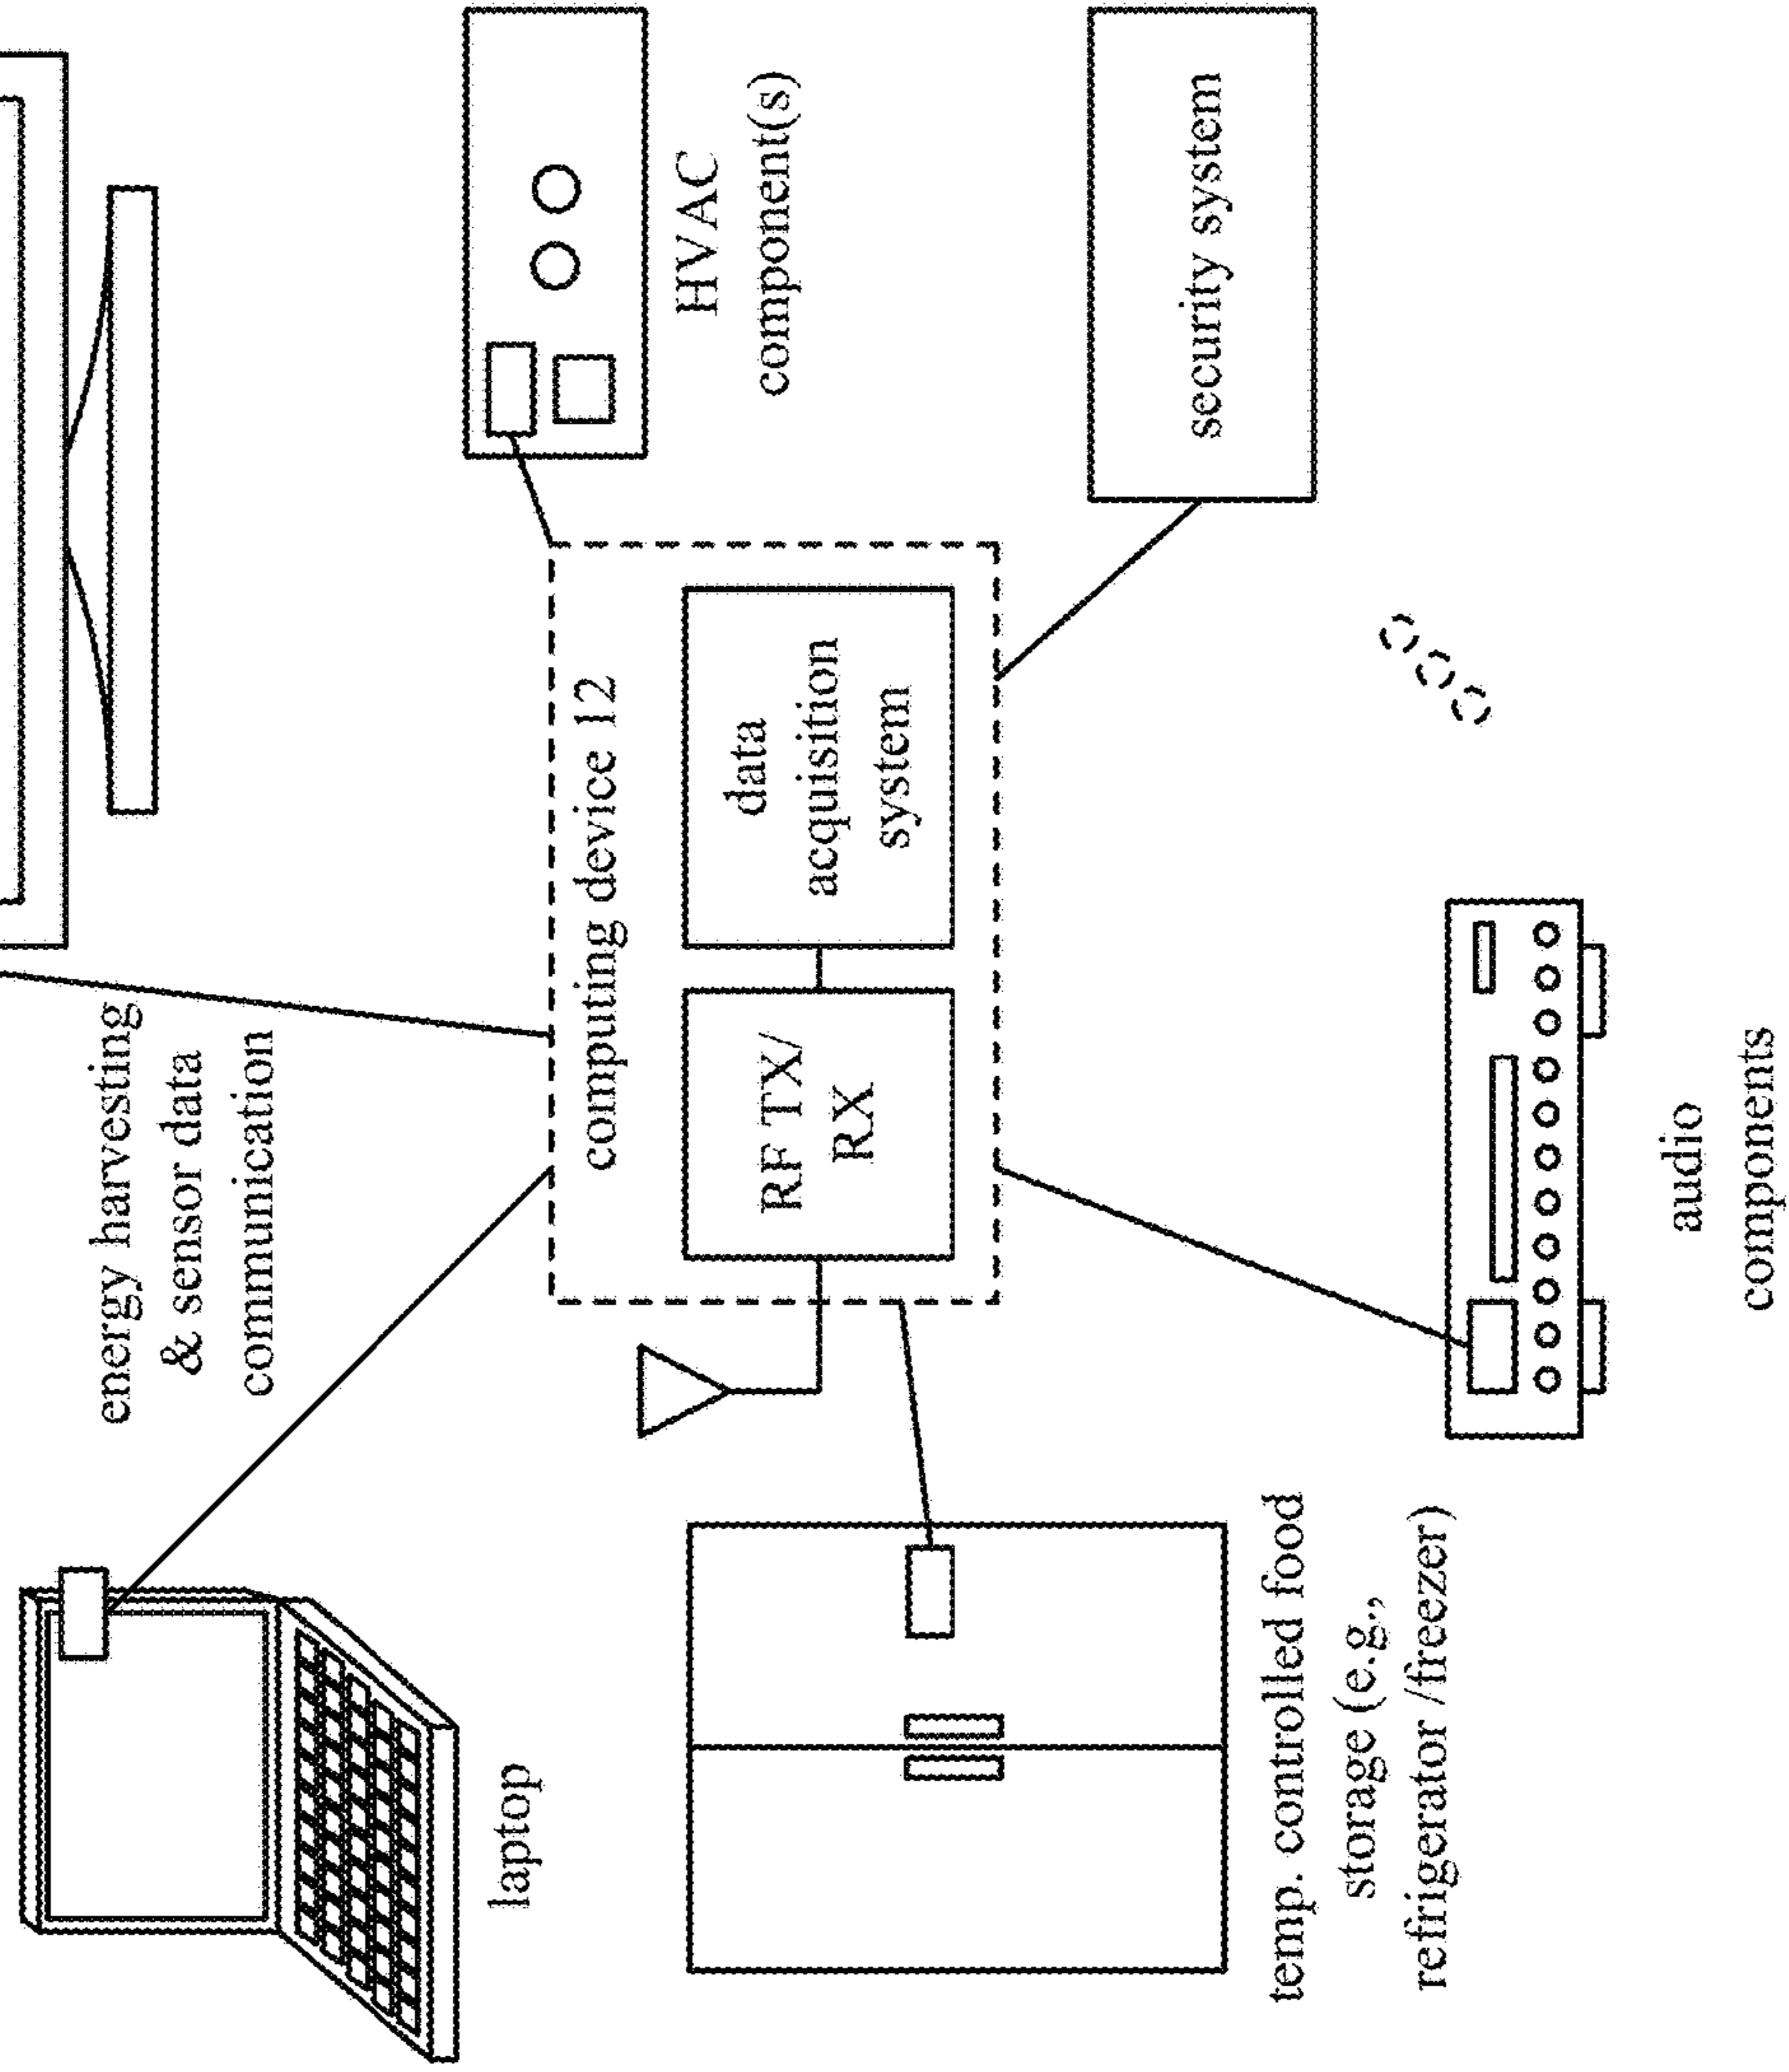 energy harvesting
& sensor data
communication
laptop
computing device 12
RF TX/
RX
data
acquisition
system
HVAC
component(s)
temp. controlled food
storage (e.g.,
refrigerator /freezer)
security system
audio
components